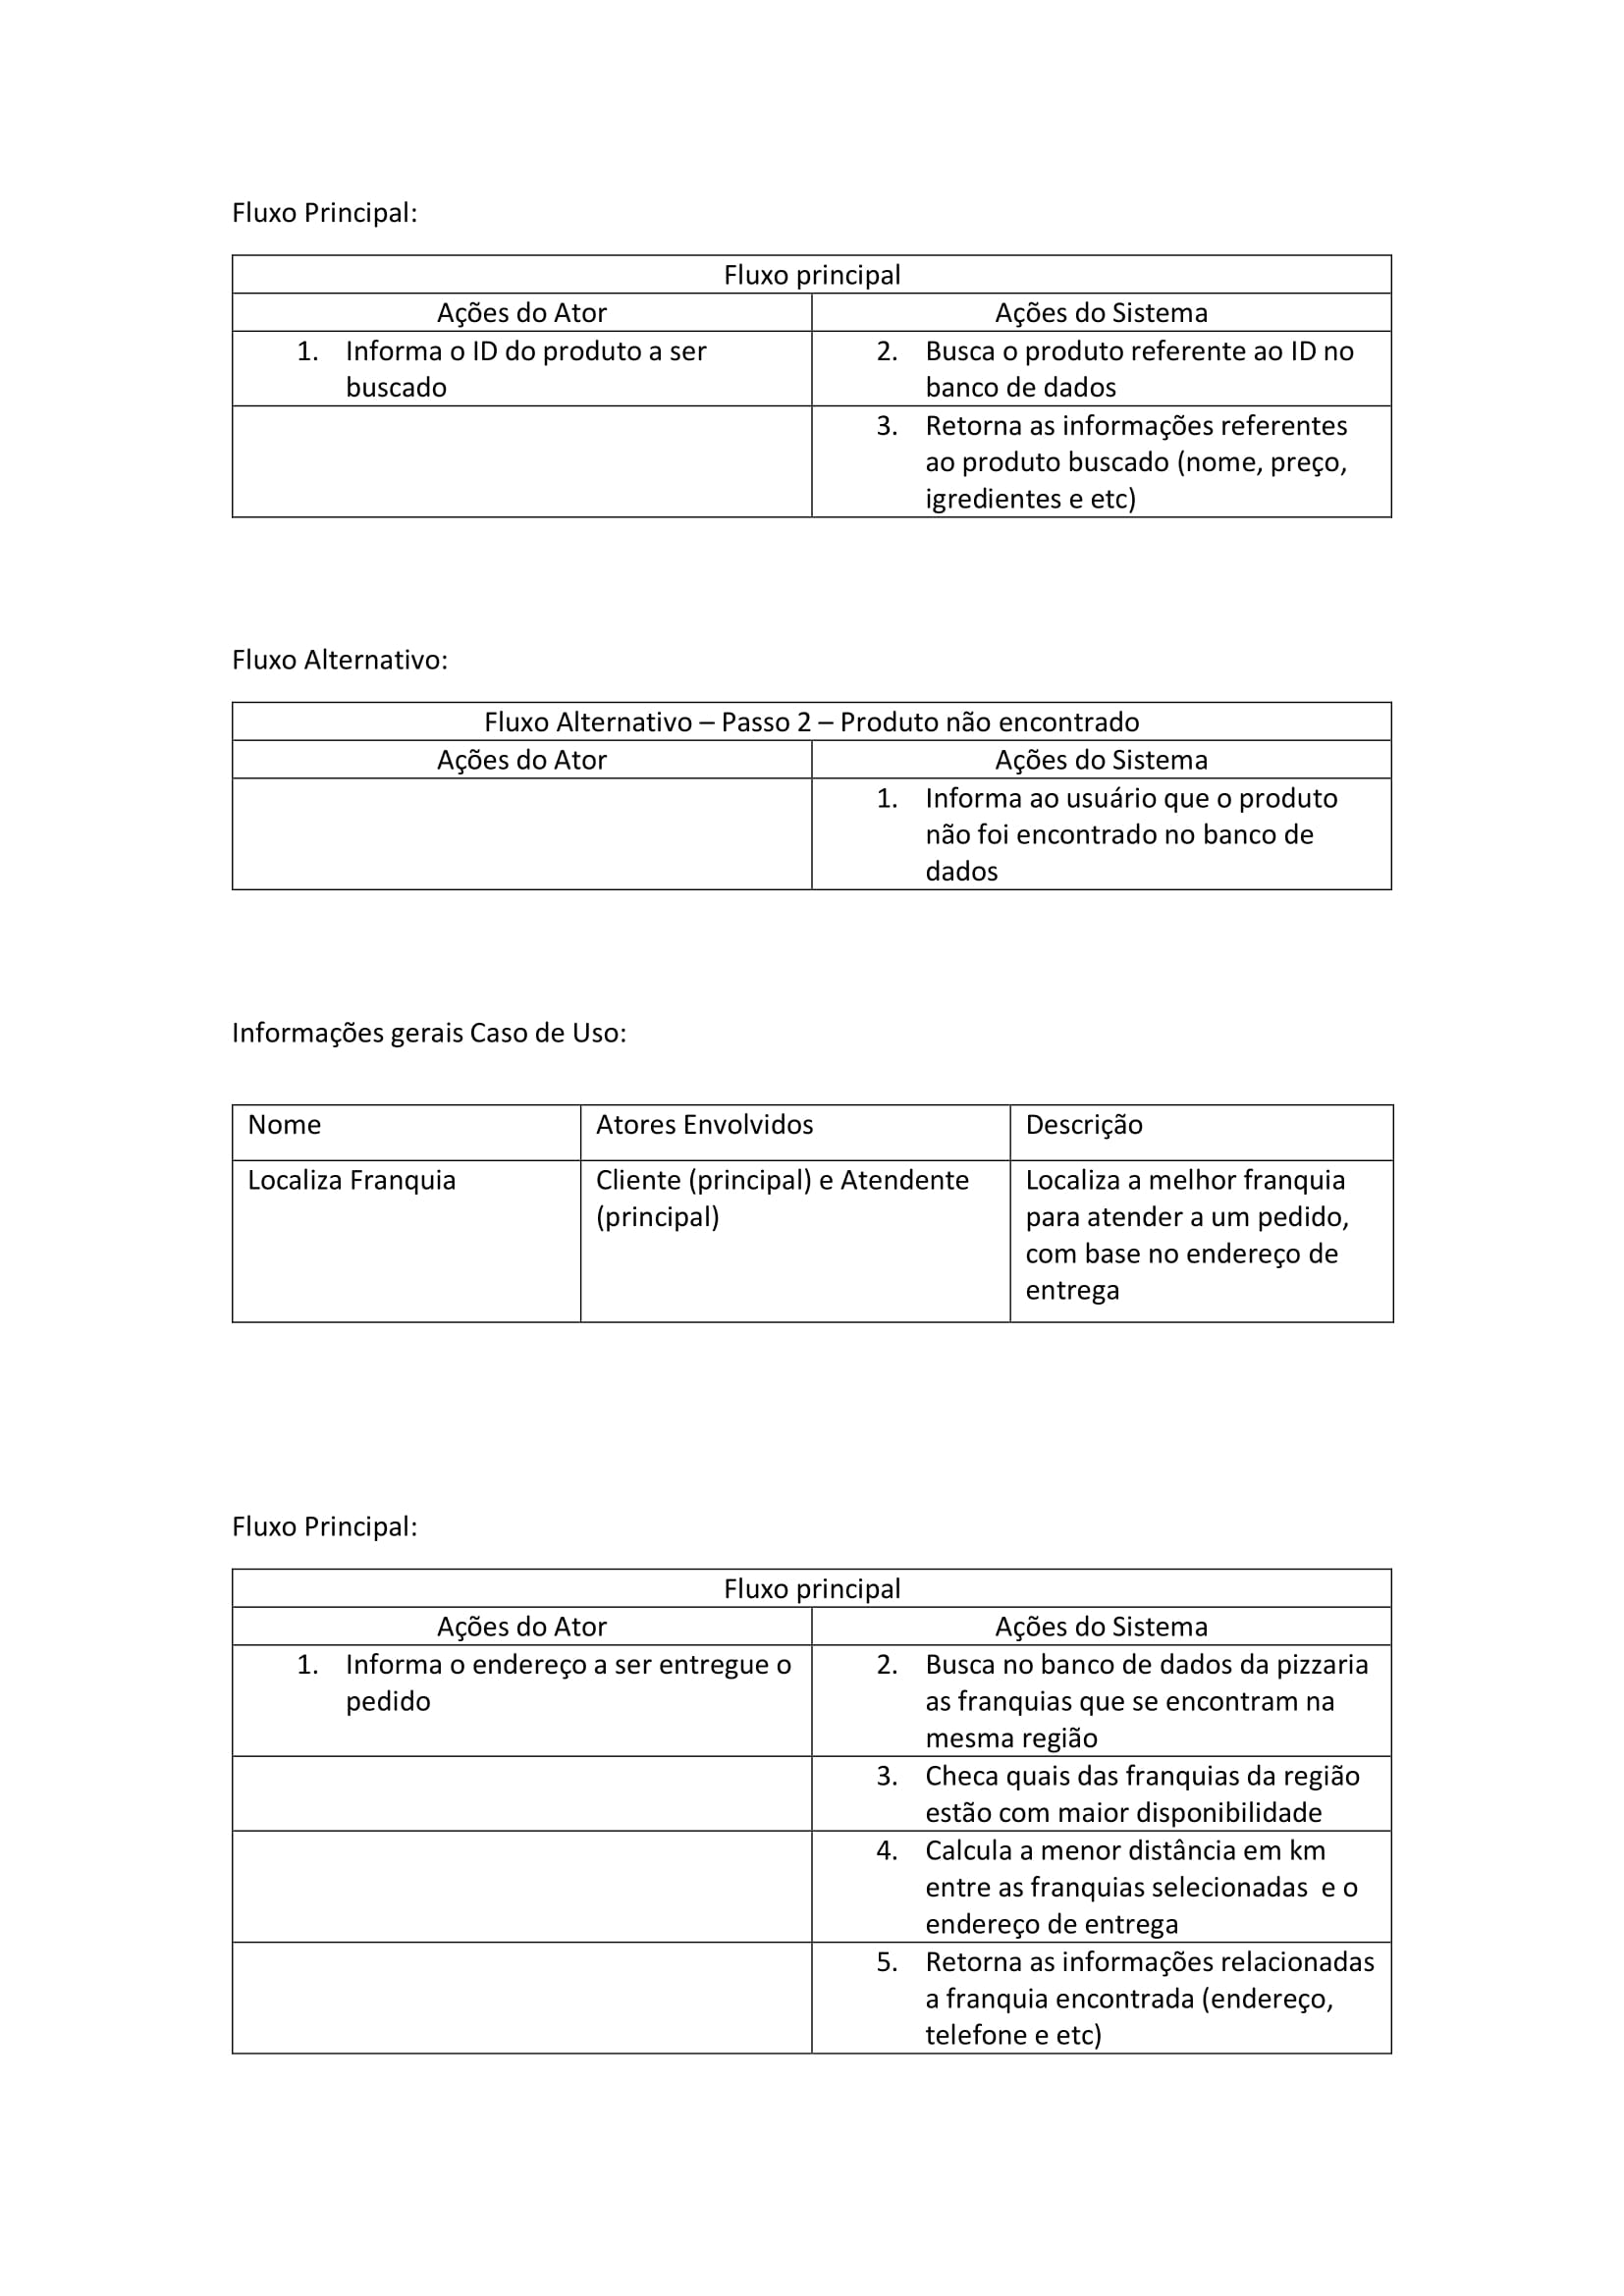 Fluxo Principal:
Fluxo principal
Ações do Ator
Ações do Sistema
1. Informa o ID do produto a ser
buscado
2. Busca o produto referente ao ID no
banco de dados
3. Retorna as informações referentes
ao produto buscado (nome, preço,
igredientes e etc)
Fluxo Alternativo:
Fluxo Alternativo – Passo 2 – Produto não encontrado
Ações do Ator
Ações do Sistema
1. Informa ao usuário que o produto
não foi encontrado no banco de
dados
Informações gerais Caso de Uso:
Nome
Atores Envolvidos
Descrição
Localiza Franquia
Cliente (principal) e Atendente
(principal)
Localiza a melhor franquia
para atender a um pedido,
com base no endereço de
entrega
Fluxo Principal:
Fluxo principal
Ações do Ator
Ações do Sistema
1. Informa o endereço a ser entregue o
pedido
2. Busca no banco de dados da pizzaria
as franquias que se encontram na
mesma região
3. Checa quais das franquias da região
estão com maior disponibilidade
4. Calcula a menor distância em km
entre as franquias selecionadas  e o
endereço de entrega
5. Retorna as informações relacionadas
a franquia encontrada (endereço,
telefone e etc)